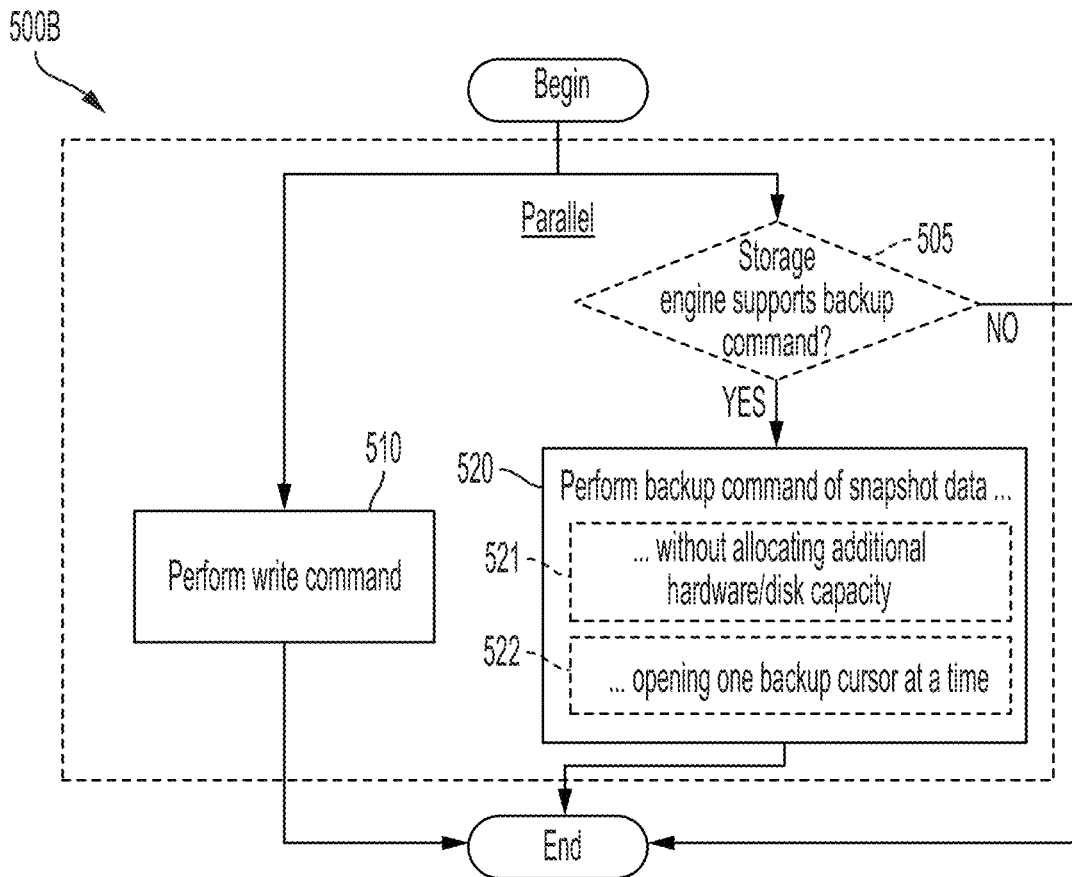 500B
Begin
Parallel
505
Storage
engine supports backup
command?
NO
YES
510
Perform write command
520
Perform backup command of snapshot data ...
521
... without allocating additional
hardware/disk capacity
522
... opening one backup cursor at a time
End